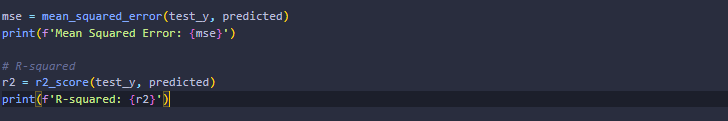 mse = mean_squared_error(test_y, predicted)
print(f'Mean Squared Error: {mse}')
# R-squared
r2 = r2_score(test_y, predicted)
print(f'R-squared: {r2}')